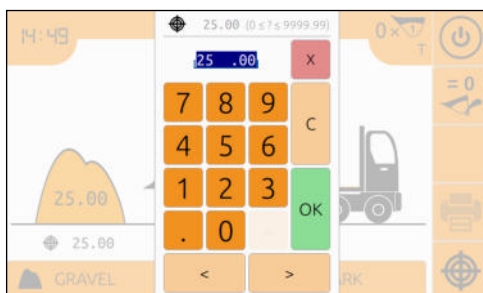 14:49
25.00 (0 ≤ ? ≤ 9999.99)
0× 1
T
25 .00
X
= 0
7 8 9
C
4 5 6
1 2 3
OK
. 0
25.00
25.00
< >
GRAVEL
RK